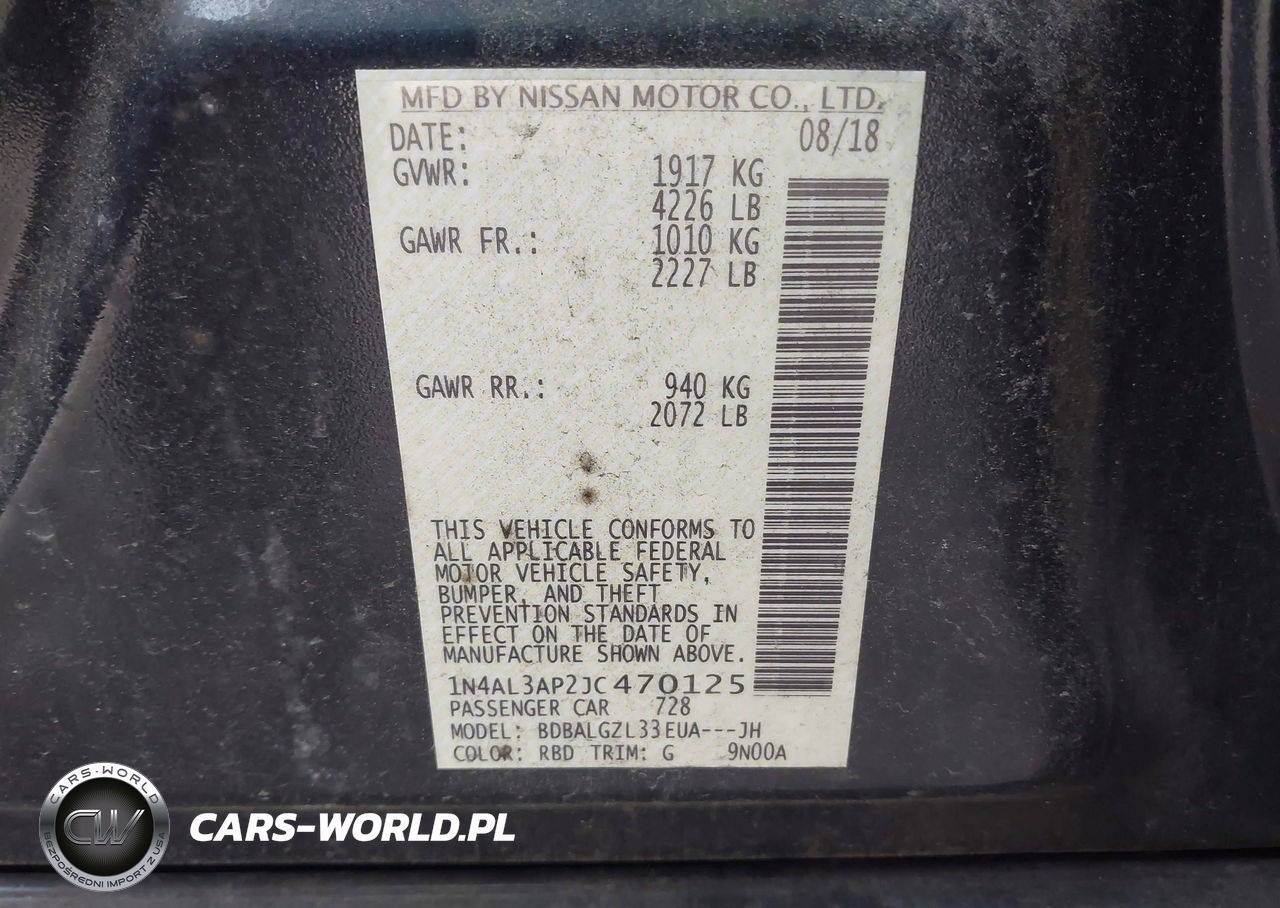 MFD BY NISSAN MOTOR CO., LTD.
DATE: 08/18
GVWR: 1917 KG
4226 LB
GAWR FR.: 1010 KG
2227 LB
GAWR RR.: 940 KG
2072 LB
THIS VEHICLE CONFORMS TO
ALL APPLICABLE FEDERAL
MOTOR VEHICLE SAFETY,
BUMPER, AND THEFT
PREVENTION STANDARDS IN
EFFECT ON THE DATE OF
MANUFACTURE SHOWN ABOVE.
1N4AL3AP2JC470125
PASSENGER CAR 728
MODEL: BDBALGZL33EUA---JH
COLOR: RBD TRIM: G 9N00A
CARS-WORLD
CW
BEZPOŚREDNI IMPORT Z USA
CARS-WORLD.PL